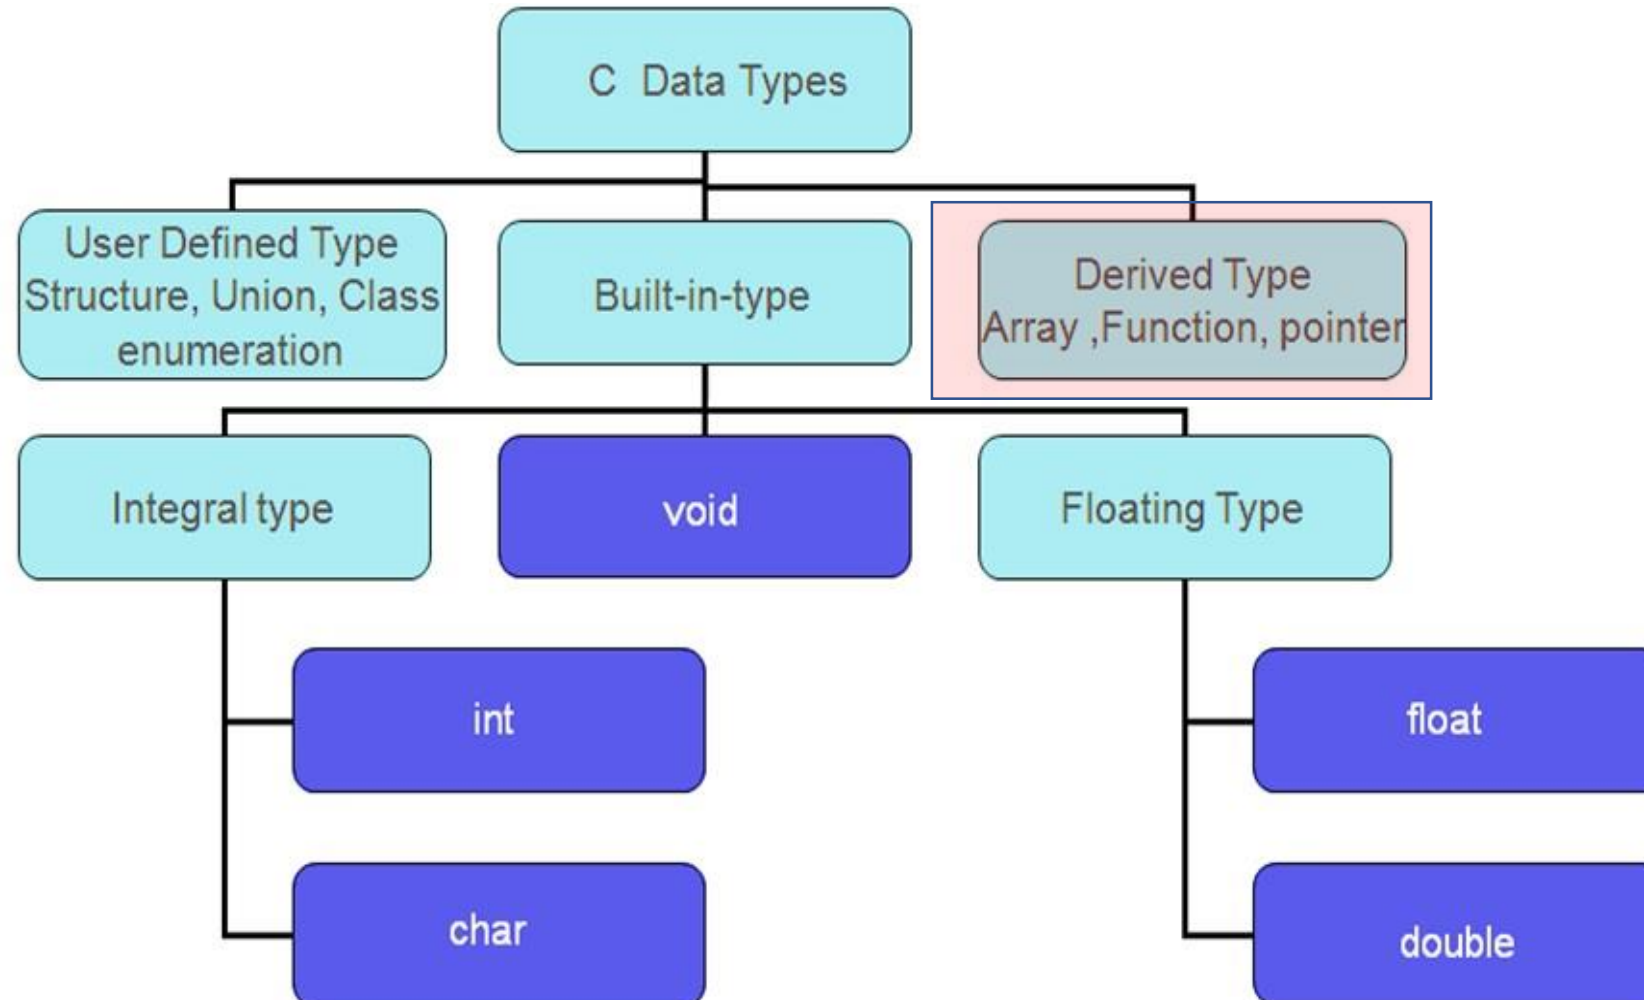 C Data Types
User Defined Type
Structure, Union, Class
enumeration
Built-in-type
Derived Type
Array ,Function, pointer
Integral type
void
Floating Type
int
float
char
double